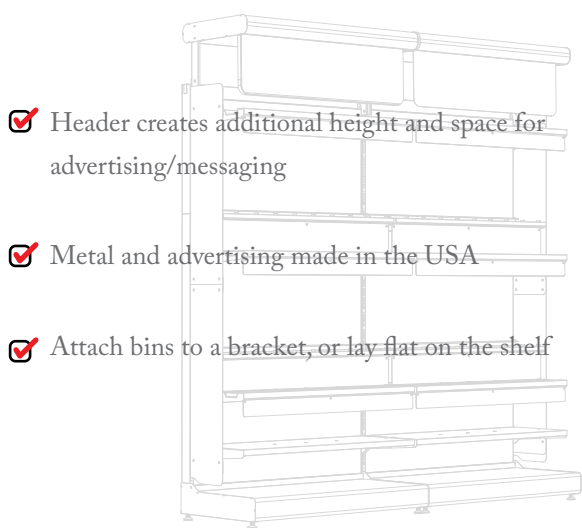 Header creates additional height and space for
advertising/messaging
Metal and advertising made in the USA
Attach bins to a bracket, or lay flat on the shelf